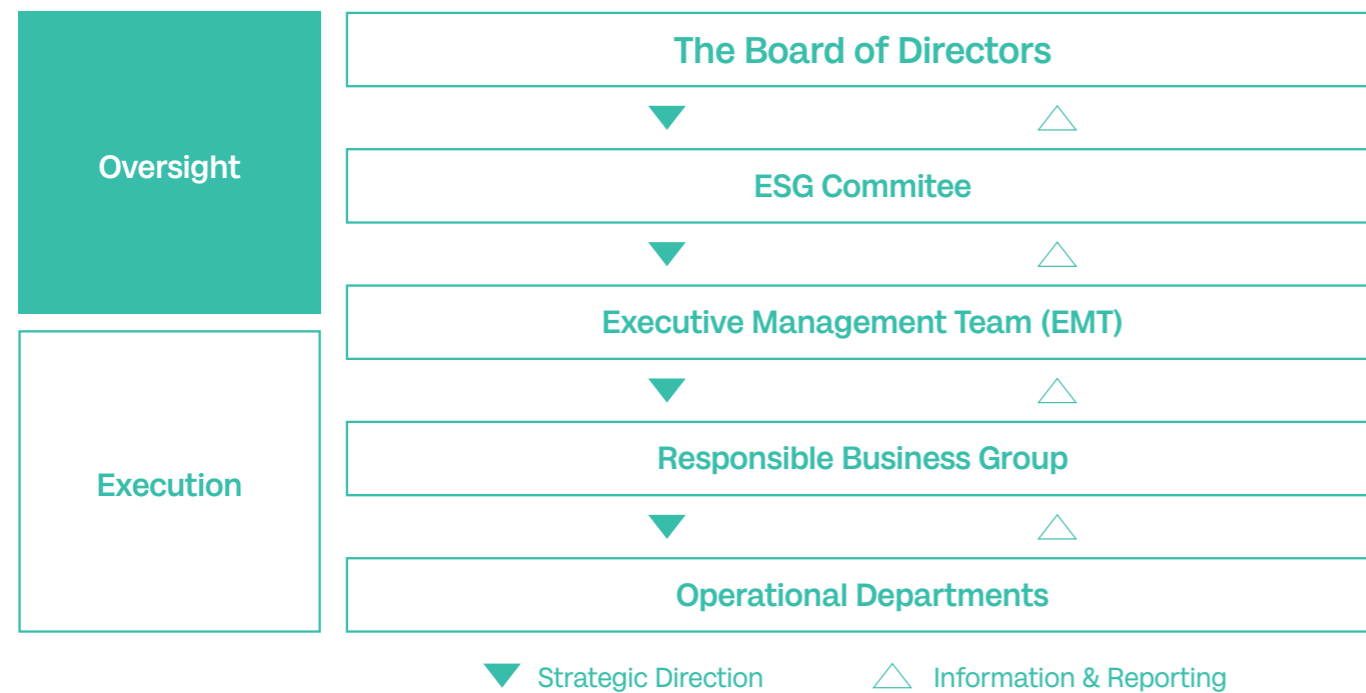 The Board of Directors
Oversight
ESG Commitee
Executive Management Team (EMT)
Responsible Business Group
Execution
Operational Departments
Strategic Direction
Information & Reporting